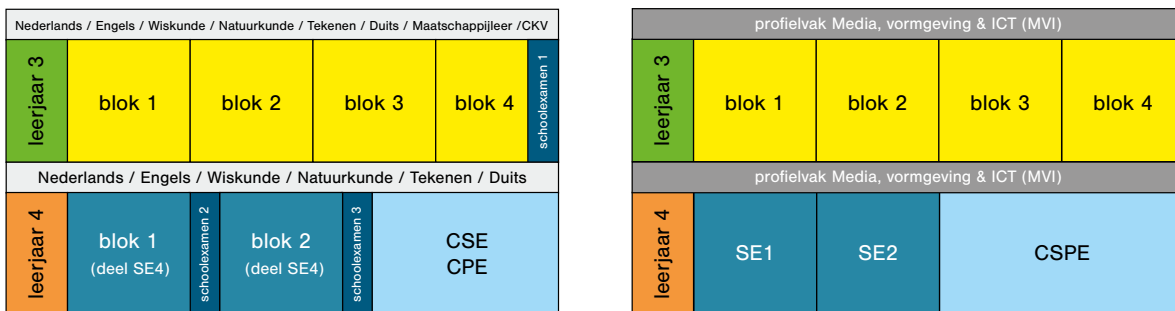 Nederlands / Engels / Wiskunde / Natuurkunde / Tekenen / Duits / Maatschappijleer /CKV
leerjaar 3
blok 1
blok 2
blok 3
blok 4
schoolexamen 1
Nederlands / Engels / Wiskunde / Natuurkunde / Tekenen / Duits
leerjaar 4
blok 1
(deel SE4)
schoolexamen 2
blok 2
(deel SE4)
schoolexamen 3
CSE
CPE
profielvak Media, vormgeving & ICT (MVI)
leerjaar 3
blok 1
blok 2
blok 3
blok 4
profielvak Media, vormgeving & ICT (MVI)
leerjaar 4
SE1
SE2
CSPE